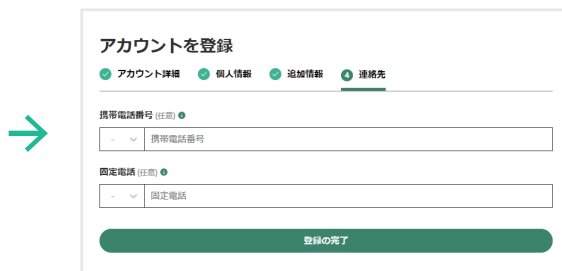 アカウントを登録
アカウント詳細 個人情報 追加情報 4 連絡先
携帯電話番号 (任意)
- 携帯電話番号
固定電話 (任意)
- 固定電話
登録の完了